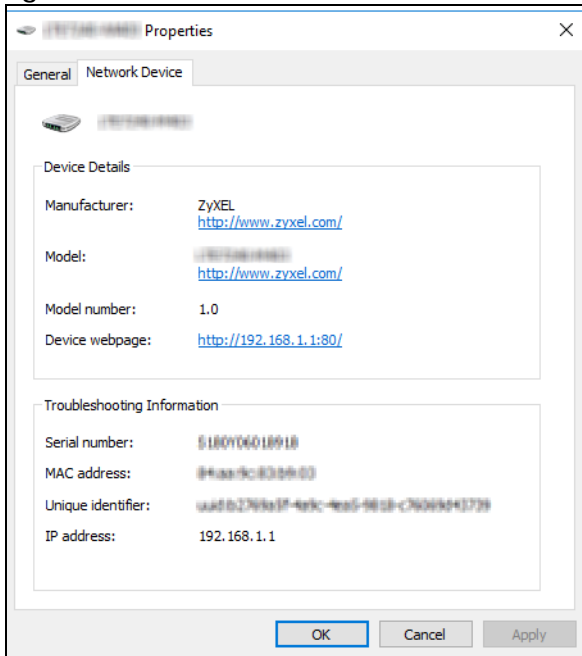 Properties
General Network Device
Device Details
Manufacturer: ZyXEL
http://www.zyxel.com/
Model:
http://www.zyxel.com/
Model number: 1.0
Device webpage: http://192.168.1.1:80/
Troubleshooting Information
Serial number:
MAC address:
Unique identifier:
IP address: 192.168.1.1
OK Cancel Apply